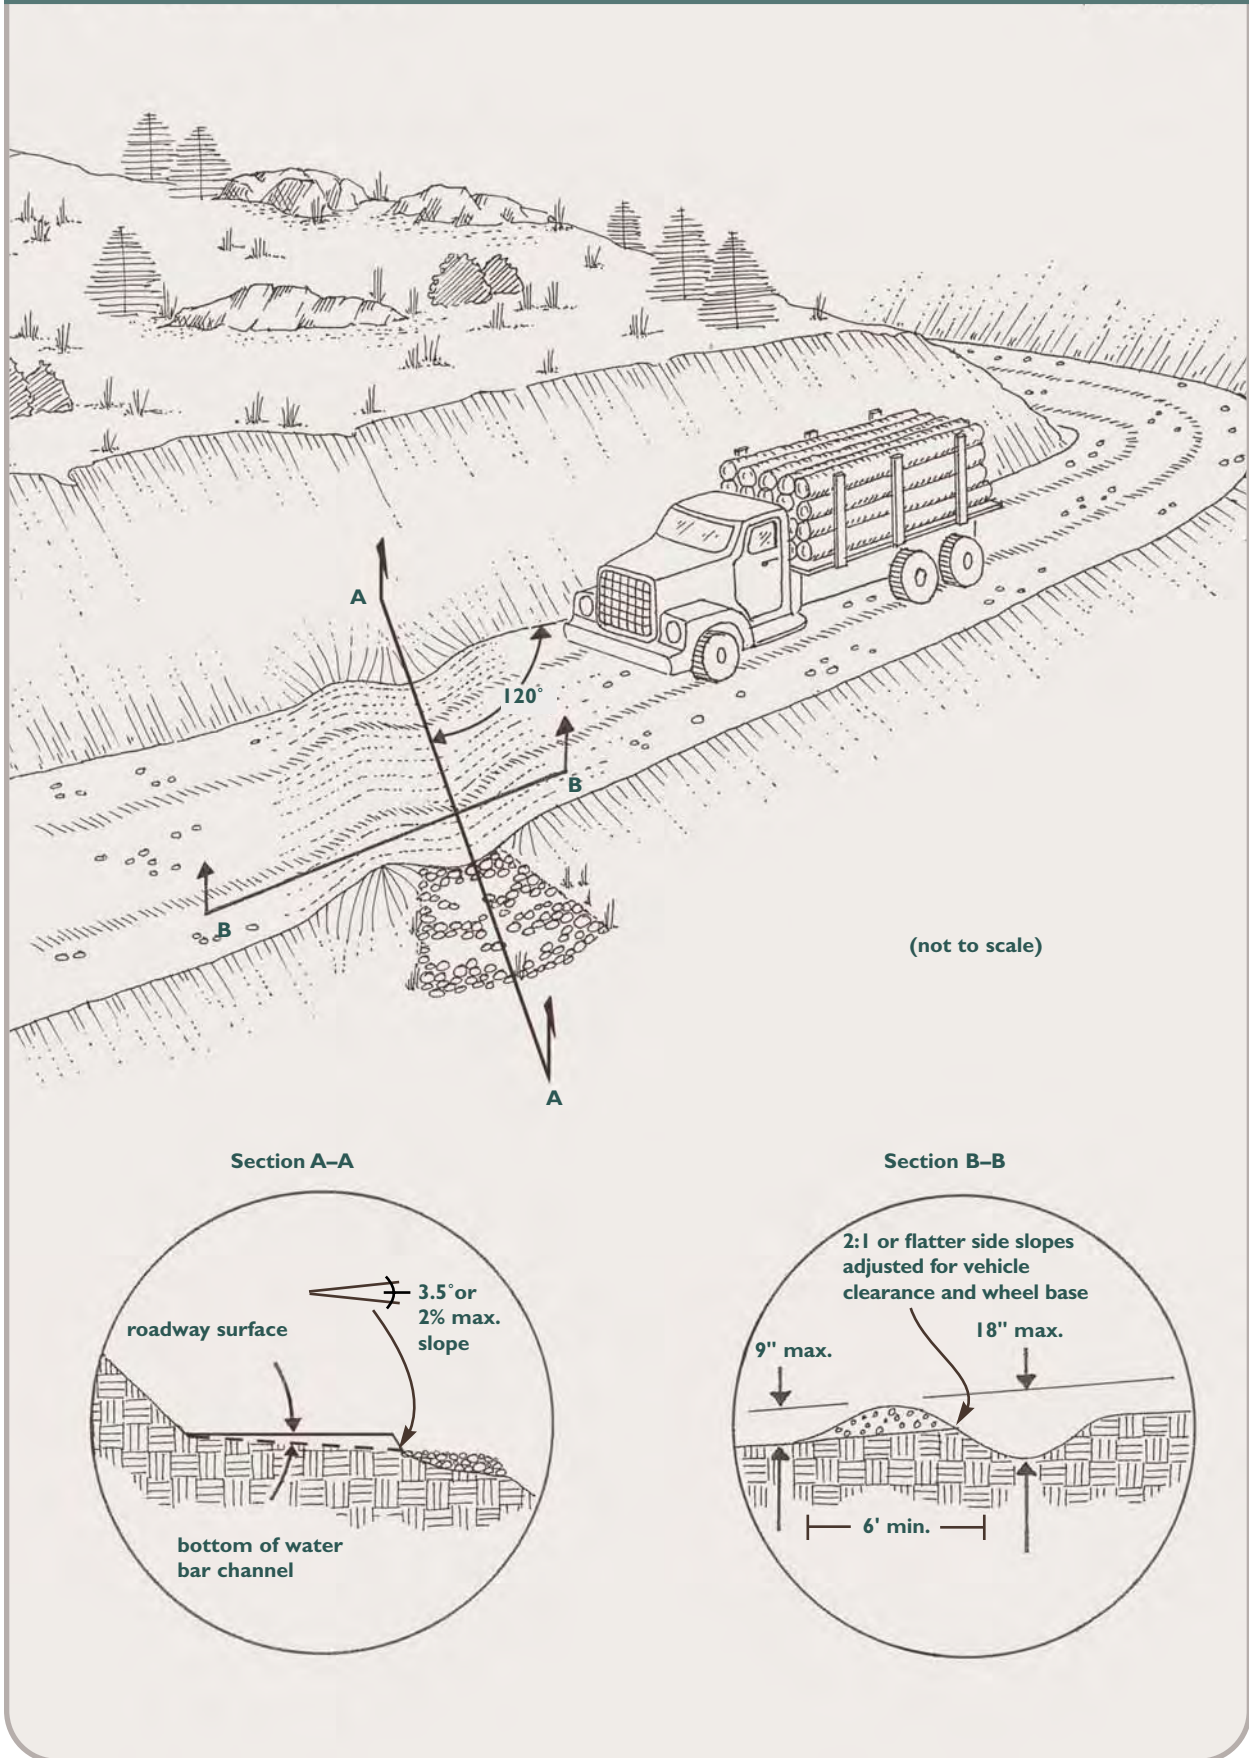 A
120°
B
B
(not to scale)
A
Section A–A
3.5° or
2% max.
slope
roadway surface
bottom of water
bar channel
Section B–B
2:1 or flatter side slopes
adjusted for vehicle
clearance and wheel base
18" max.
9" max.
6' min.